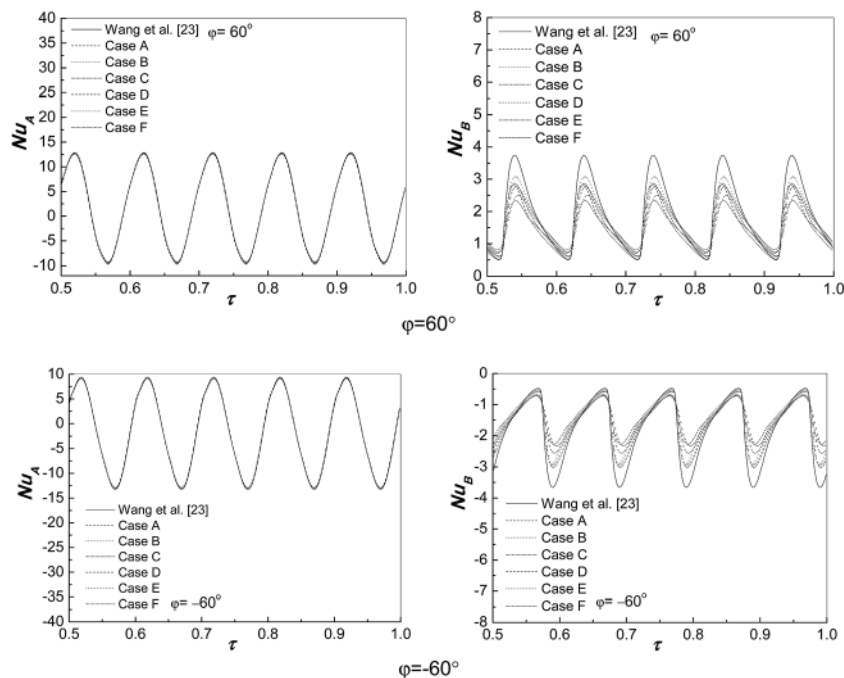 40
35
30
25
20
15
10
5
0
-5
-10
Nu_A
Wang et al. [23] φ= 60°
Case A
Case B
Case C
Case D
Case E
Case F
0.5 0.6 0.7 0.8 0.9 1.0
τ
8
7
6
5
4
3
2
1
0
Nu_B
Wang et al. [23] φ= 60°
Case A
Case B
Case C
Case D
Case E
Case F
0.5 0.6 0.7 0.8 0.9 1.0
τ
φ=60°
10
5
0
-5
-10
-15
-20
-25
-30
-35
-40
Nu_A
Wang et al. [23]
Case A
Case B
Case C
Case D
Case E
Case F φ= –60°
0.5 0.6 0.7 0.8 0.9 1.0
τ
-0
-1
-2
-3
-4
-5
-6
-7
-8
Nu_B
Wang et al. [23]
Case A
Case B
Case C
Case D
Case E
Case F φ= –60°
0.5 0.6 0.7 0.8 0.9 1.0
τ
φ=-60°